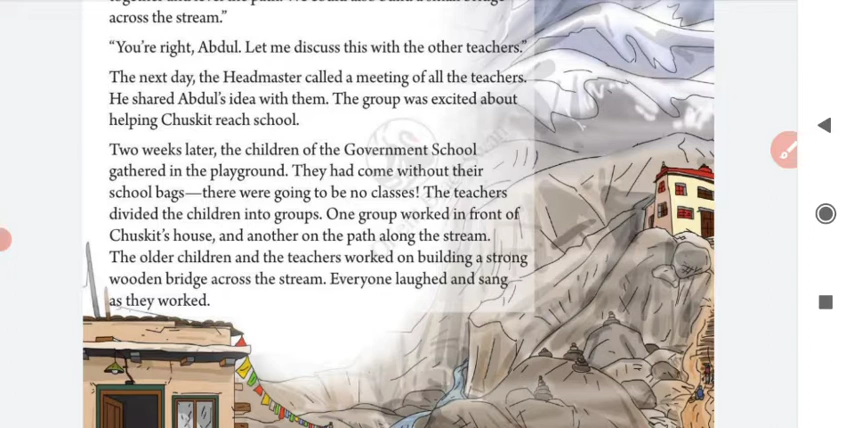 across the stream.”
“You’re right, Abdul. Let me discuss this with the other teachers.”
The next day, the Headmaster called a meeting of all the teachers.
He shared Abdul’s idea with them. The group was excited about
helping Chuskit reach school.
Two weeks later, the children of the Government School
gathered in the playground. They had come without their
school bags—there were going to be no classes! The teachers
divided the children into groups. One group worked in front of
Chuskit’s house, and another on the path along the stream.
The older children and the teachers worked on building a strong
wooden bridge across the stream. Everyone laughed and sang
as they worked.